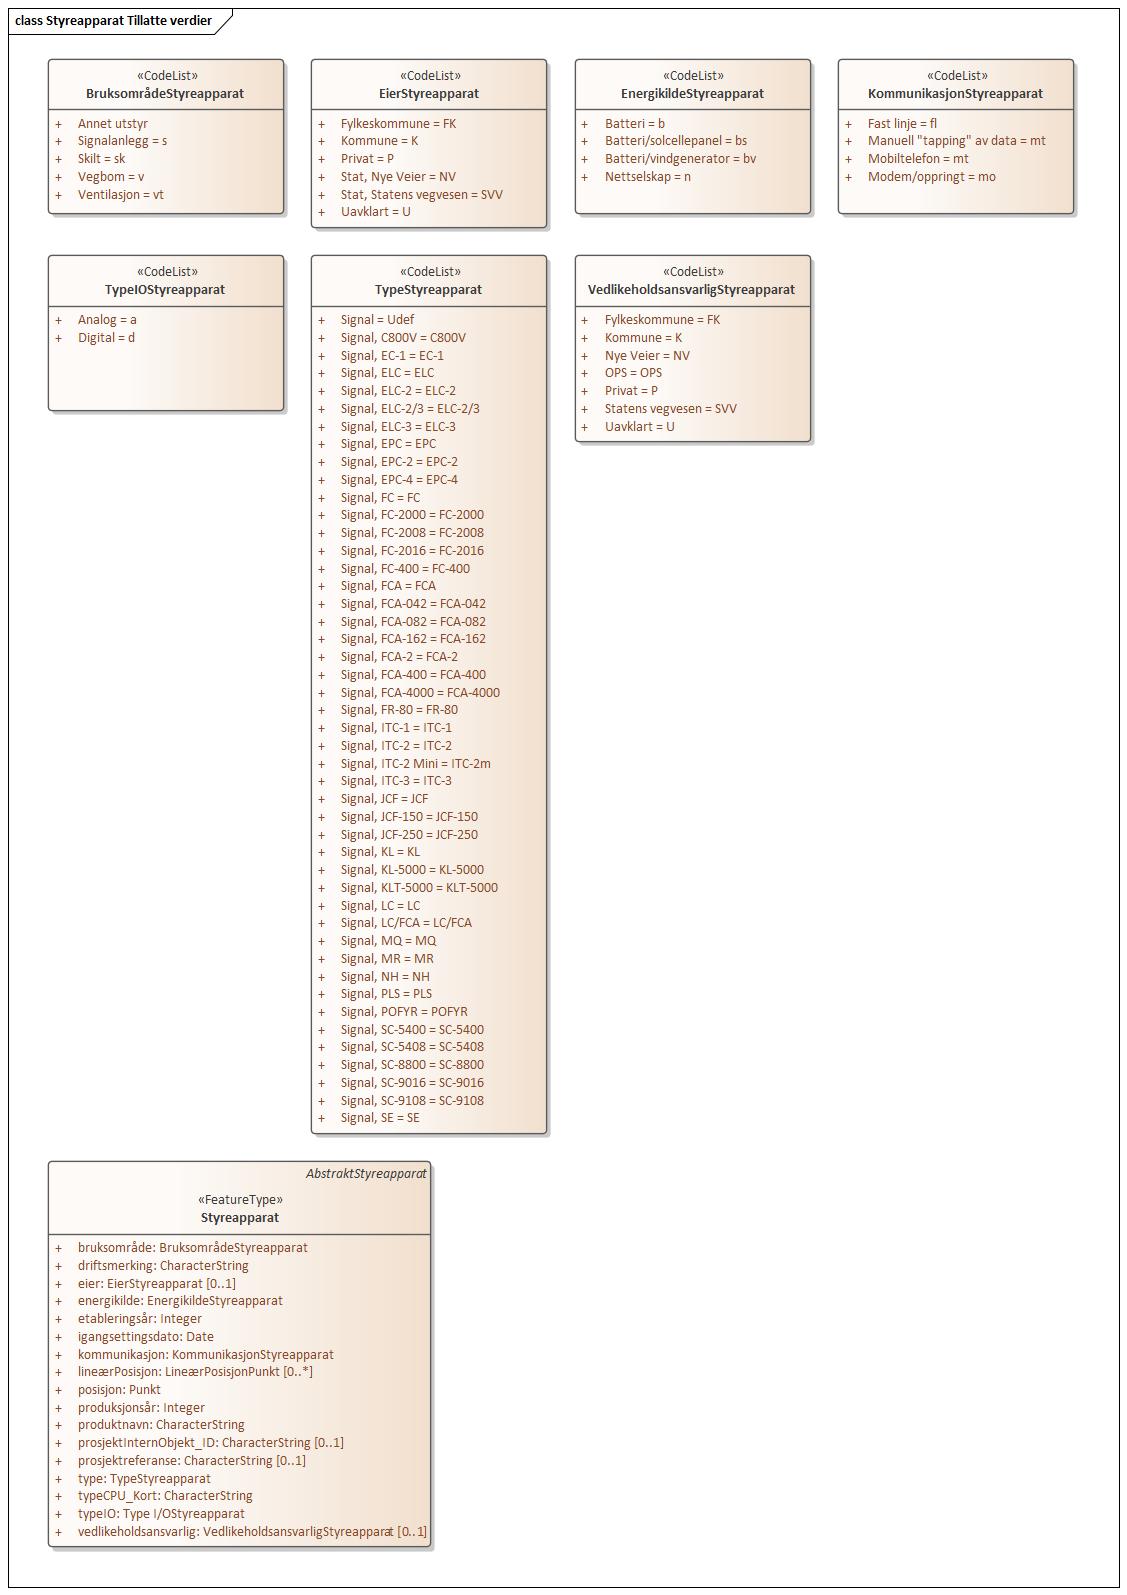 class Styreapparat Tillatte verdier
«CodeList»
BruksområdeStyreapparat
+ Annet utstyr
+ Signalanlegg = s
+ Skilt = sk
+ Vegbom = v
+ Ventilasjon = vt
«CodeList»
EierStyreapparat
+ Fylkeskommune = FK
+ Kommune = K
+ Privat = P
+ Stat, Nye Veier = NV
+ Stat, Statens vegvesen = SVV
+ Uavklart = U
«CodeList»
EnergikildeStyreapparat
+ Batteri = b
+ Batteri/solcellepanel = bs
+ Batteri/vindgenerator = bv
+ Nettselskap = n
«CodeList»
KommunikasjonStyreapparat
+ Fast linje = fl
+ Manuell "tapping" av data = mt
+ Mobiltelefon = mt
+ Modem/oppringt = mo
«CodeList»
TypeIOStyreapparat
+ Analog = a
+ Digital = d
«CodeList»
TypeStyreapparat
+ Signal = Udef
+ Signal, C800V = C800V
+ Signal, EC-1 = EC-1
+ Signal, ELC = ELC
+ Signal, ELC-2 = ELC-2
+ Signal, ELC-2/3 = ELC-2/3
+ Signal, ELC-3 = ELC-3
+ Signal, EPC = EPC
+ Signal, EPC-2 = EPC-2
+ Signal, EPC-4 = EPC-4
+ Signal, FC = FC
+ Signal, FC-2000 = FC-2000
+ Signal, FC-2008 = FC-2008
+ Signal, FC-2016 = FC-2016
+ Signal, FC-400 = FC-400
+ Signal, FCA = FCA
+ Signal, FCA-042 = FCA-042
+ Signal, FCA-082 = FCA-082
+ Signal, FCA-162 = FCA-162
+ Signal, FCA-2 = FCA-2
+ Signal, FCA-400 = FCA-400
+ Signal, FCA-4000 = FCA-4000
+ Signal, FR-80 = FR-80
+ Signal, ITC-1 = ITC-1
+ Signal, ITC-2 = ITC-2
+ Signal, ITC-2 Mini = ITC-2m
+ Signal, ITC-3 = ITC-3
+ Signal, JCF = JCF
+ Signal, JCF-150 = JCF-150
+ Signal, JCF-250 = JCF-250
+ Signal, KL = KL
+ Signal, KL-5000 = KL-5000
+ Signal, KLT-5000 = KLT-5000
+ Signal, LC = LC
+ Signal, LC/FCA = LC/FCA
+ Signal, MQ = MQ
+ Signal, MR = MR
+ Signal, NH = NH
+ Signal, PLS = PLS
+ Signal, POFYR = POFYR
+ Signal, SC-5400 = SC-5400
+ Signal, SC-5408 = SC-5408
+ Signal, SC-8800 = SC-8800
+ Signal, SC-9016 = SC-9016
+ Signal, SC-9108 = SC-9108
+ Signal, SE = SE
«CodeList»
VedlikeholdsansvarligStyreapparat
+ Fylkeskommune = FK
+ Kommune = K
+ Nye Veier = NV
+ OPS = OPS
+ Privat = P
+ Statens vegvesen = SVV
+ Uavklart = U
AbstraktStyreapparat
«FeatureType»
Styreapparat
+ bruksområde: BruksområdeStyreapparat
+ driftsmerking: CharacterString
+ eier: EierStyreapparat [0..1]
+ energikilde: EnergikildeStyreapparat
+ etableringsår: Integer
+ igangsettingsdato: Date
+ kommunikasjon: KommunikasjonStyreapparat
+ lineærPosisjon: LineærPosisjonPunkt [0..*]
+ posisjon: Punkt
+ produksjonsår: Integer
+ produktnavn: CharacterString
+ prosjektInternObjekt_ID: CharacterString [0..1]
+ prosjektreferanse: CharacterString [0..1]
+ type: TypeStyreapparat
+ typeCPU_Kort: CharacterString
+ typeIO: Type I/OStyreapparat
+ vedlikeholdsansvarlig: VedlikeholdsansvarligStyreapparat [0..1]